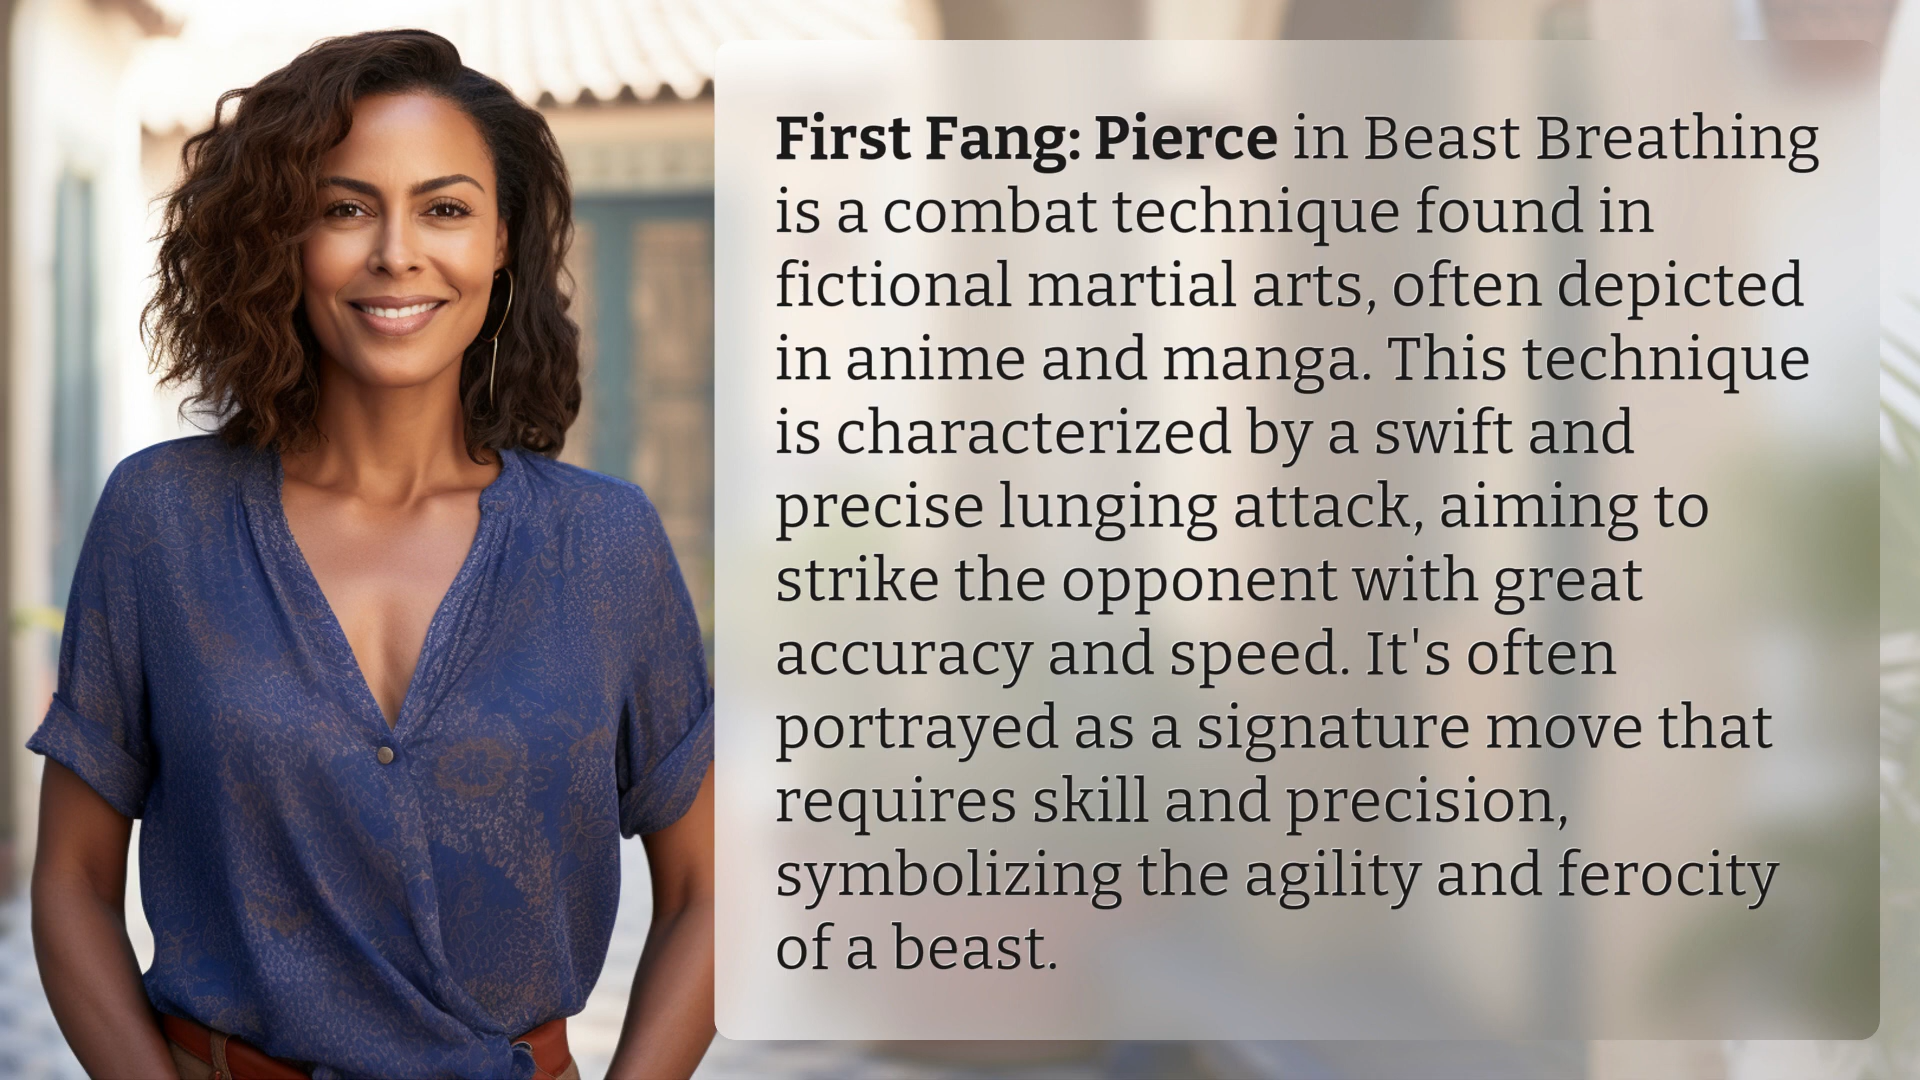 First Fang: Pierce in Beast Breathing
is a combat technique found in
fictional martial arts, often depicted
in anime and manga. This technique
is characterized by a swift and
precise lunging attack, aiming to
strike the opponent with great
accuracy and speed. It's often
portrayed as a signature move that
requires skill and precision,
symbolizing the agility and ferocity
of a beast.